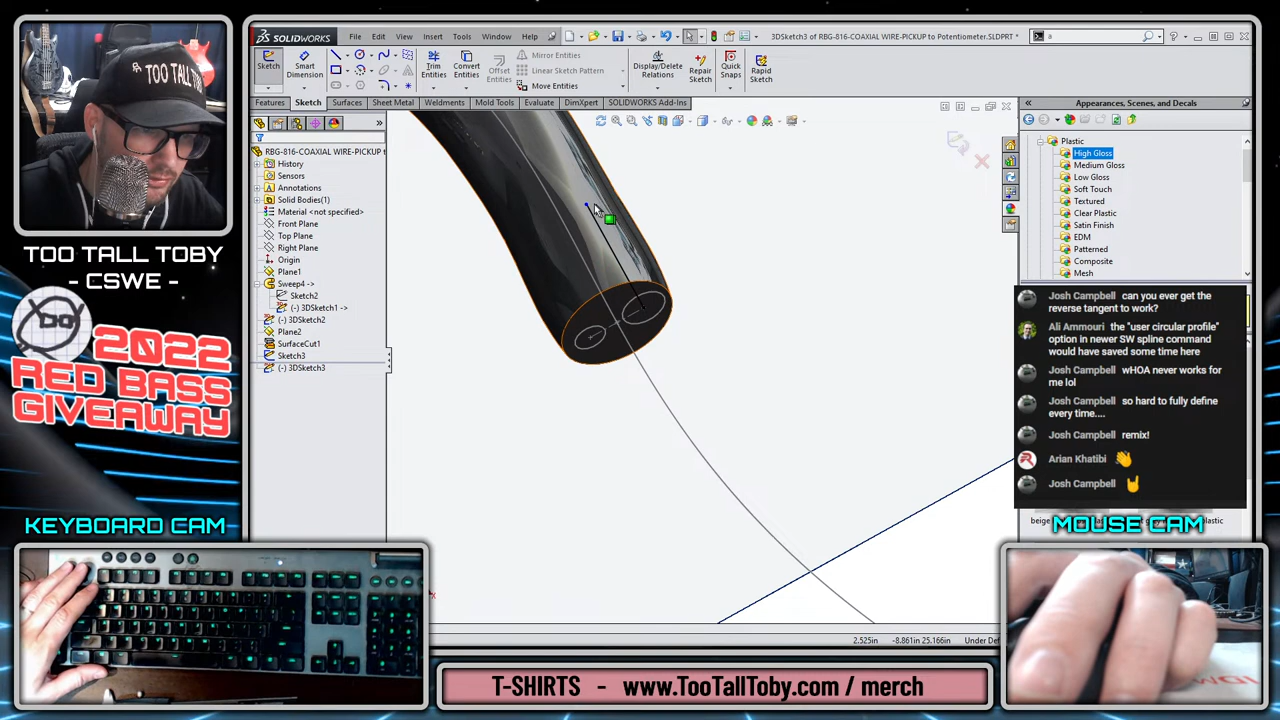 TOO TALL TOBY
TOO TALL TOBY
- CSWE -
2022
RED BASS
GIVEAWAY
KEYBOARD CAM
SOLIDWORKS
File
Edit
View
Insert
Tools
Window
Help
3DSketch3 of RBG-816-COAXIAL WIRE-PICKUP to Potentiometer.SLDPRT *
a
Sketch
Smart
Dimension
Trim
Entities
Convert
Entities
Offset
Entities
Mirror Entities
Linear Sketch Pattern
Move Entities
Display/Delete
Relations
Repair
Sketch
Quick
Snaps
Rapid
Sketch
Features
Sketch
Surfaces
Sheet Metal
Weldments
Mold Tools
Evaluate
DimXpert
SOLIDWORKS Add-Ins
RBG-816-COAXIAL WIRE-PICKUP t
History
Sensors
Annotations
Solid Bodies(1)
Material <not specified>
Front Plane
Top Plane
Right Plane
Origin
Plane1
Sweep4 ->
Sketch2
(-) 3DSketch1 ->
(-) 3DSketch2
Plane2
SurfaceCut1
Sketch3
(-) 3DSketch3
2.525in
-8.861in 25.166in
Under Def
Appearances, Scenes, and Decals
Plastic
High Gloss
Medium Gloss
Low Gloss
Soft Touch
Textured
Clear Plastic
Satin Finish
EDM
Patterned
Composite
Mesh
Josh Campbell can you ever get the
reverse tangent to work?
Ali Ammouri the "user circular profile"
option in newer SW spline command
would have saved some time here
Josh Campbell wHOA never works for
me lol
Josh Campbell so hard to fully define
every time....
Josh Campbell remix!
Arian Khatibi
Josh Campbell
MOUSE CAM
T-SHIRTS - www.TooTallToby.com / merch